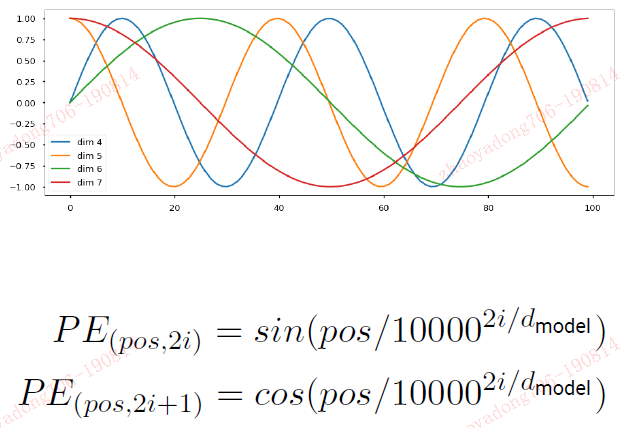 1.00
0.75
0.50
0.25
0.00
−0.25
−0.50
−0.75
−1.00
dim 4
dim 5
dim 6
dim 7
0 20 40 60 80 100
zhaoyadong706-190814
PE(pos,2i) = sin(pos/10000^2i/dmodel)
PE(pos,2i+1) = cos(pos/10000^2i/dmodel)